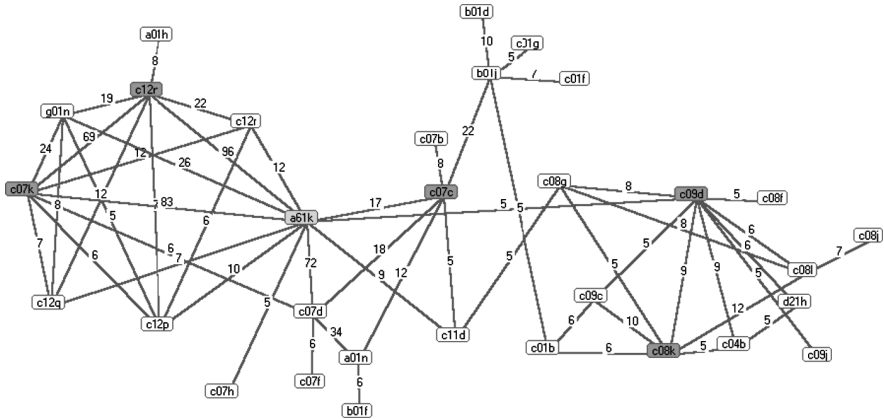 b01d
10
c01g
a01h
5
b01j
7
c01f
8
c12r
19
22
g01n
c12r
22
69
c07b
24
12
96
8
26
12
c08g
c07k
12
8
c09d
c07c
5
c08f
8
83
17
5
5
a61k
5
6
8
6
c08j
7
6
18
5
6
7
6
7
10
72
9
12
5
5
5
9
9
5
c08l
5
c12q
c09c
d21h
c07d
12
c12p
10
5
34
c11d
6
c04b
6
a01n
c01b
6
c08k
5
c09j
c07h
c07f
6
b01f